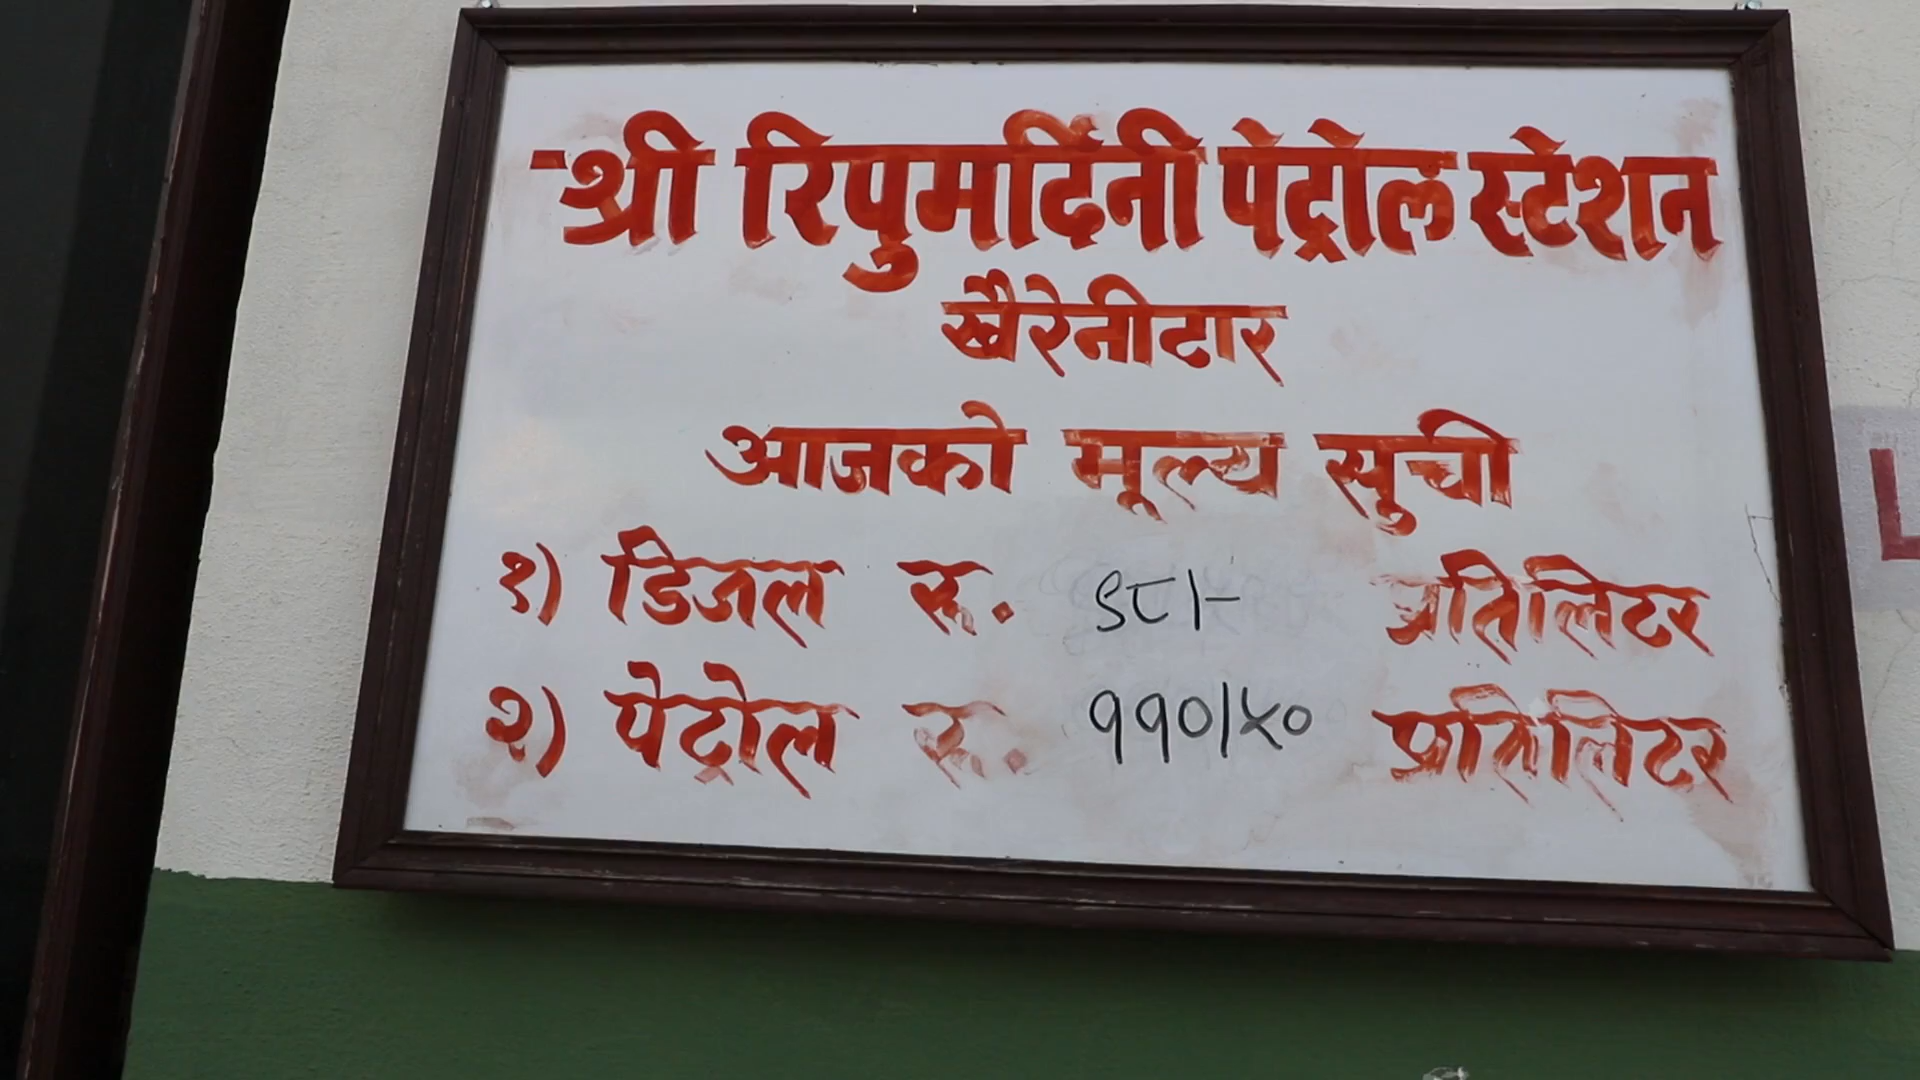 श्री रिपुमर्दिनी पेट्रोल स्टेशन
खैरेनीटार
आजको मूल्य सुची
१) डिजल रु. ९८।- प्रतिलिटर
२) पेट्रोल रु. ११०।५० प्रतिलिटर